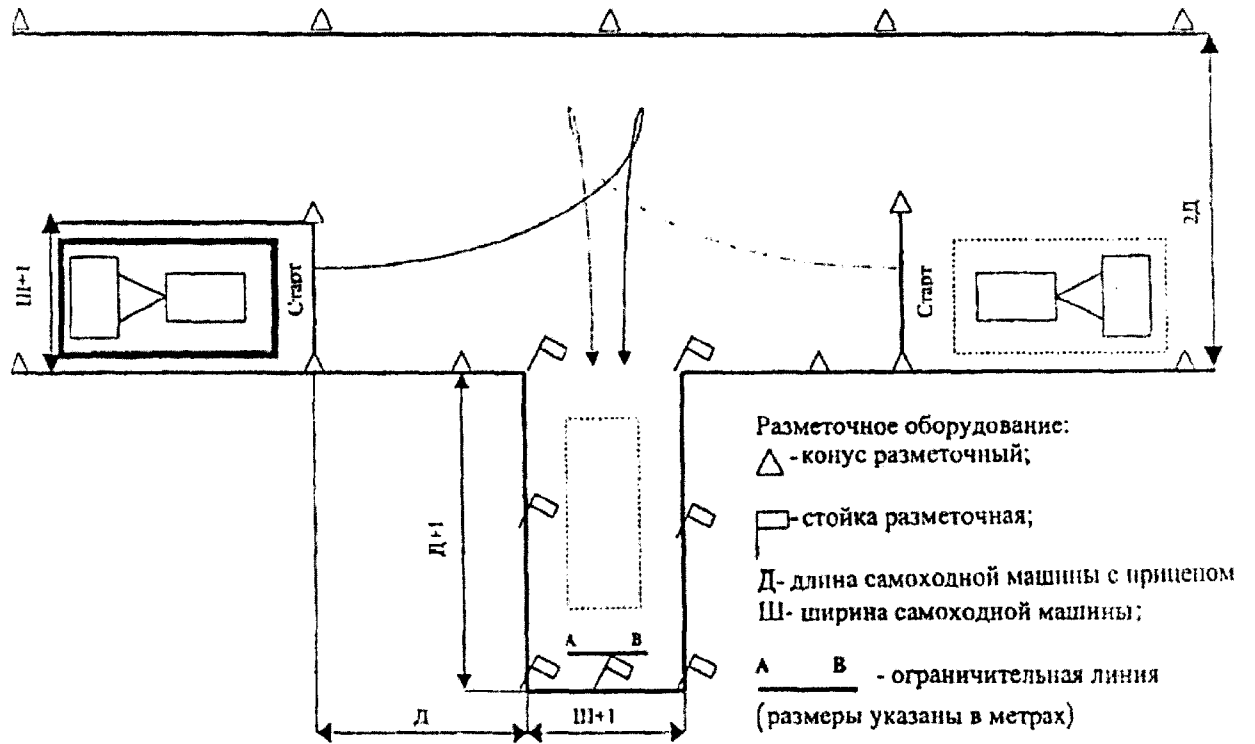 2Д
Ш+1
Старт
Старт
Д+1
А В
Д
Ш+1
Разметочное оборудование:
- конус разметочный;
- стойка разметочная;
Д- длина самоходной машины с прицепом
Ш- ширина самоходной машины;
А В - ограничительная линия
(размеры указаны в метрах)